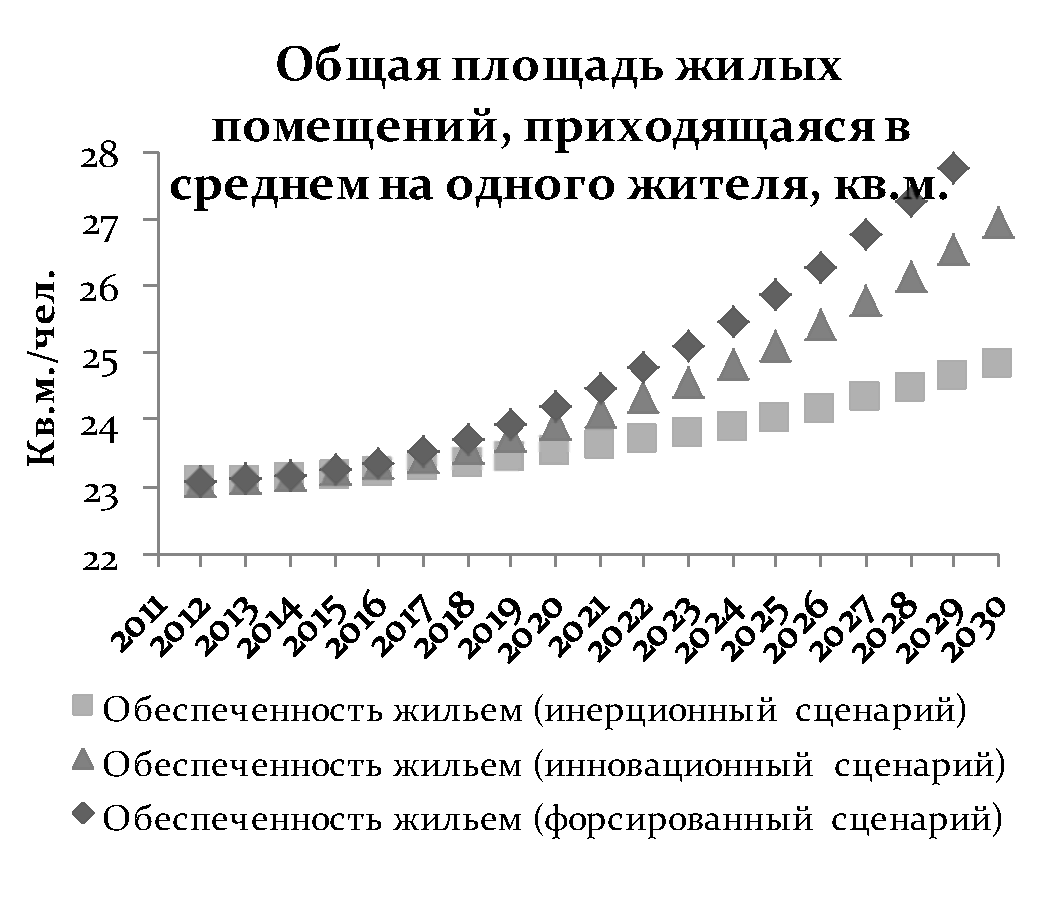 Общая площадь жилых
помещений, приходящаяся в
среднем на одного жителя, кв.м.
Кв.м./чел.
28
27
26
25
24
23
22
2011 2012 2013 2014 2015 2016 2017 2018 2019 2020 2021 2022 2023 2024 2025 2026 2027 2028 2029 2030
Обеспеченность жильем (инерционный сценарий)
Обеспеченность жильем (инновационный сценарий)
Обеспеченность жильем (форсированный сценарий)